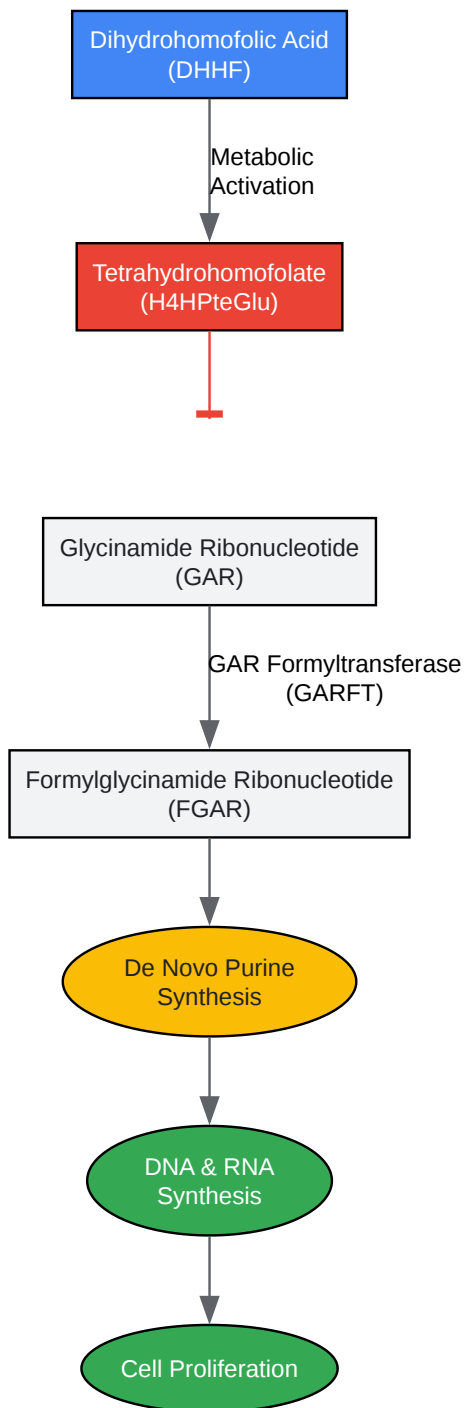 Dihydrohomofolic Acid
(DHHF)
Metabolic
Activation
Tetrahydrohomofolate
(H4HPteGlu)
Glycinamide Ribonucleotide
(GAR)
GAR Formyltransferase
(GARFT)
Formylglycinamide Ribonucleotide
(FGAR)
De Novo Purine
Synthesis
DNA & RNA
Synthesis
Cell Proliferation